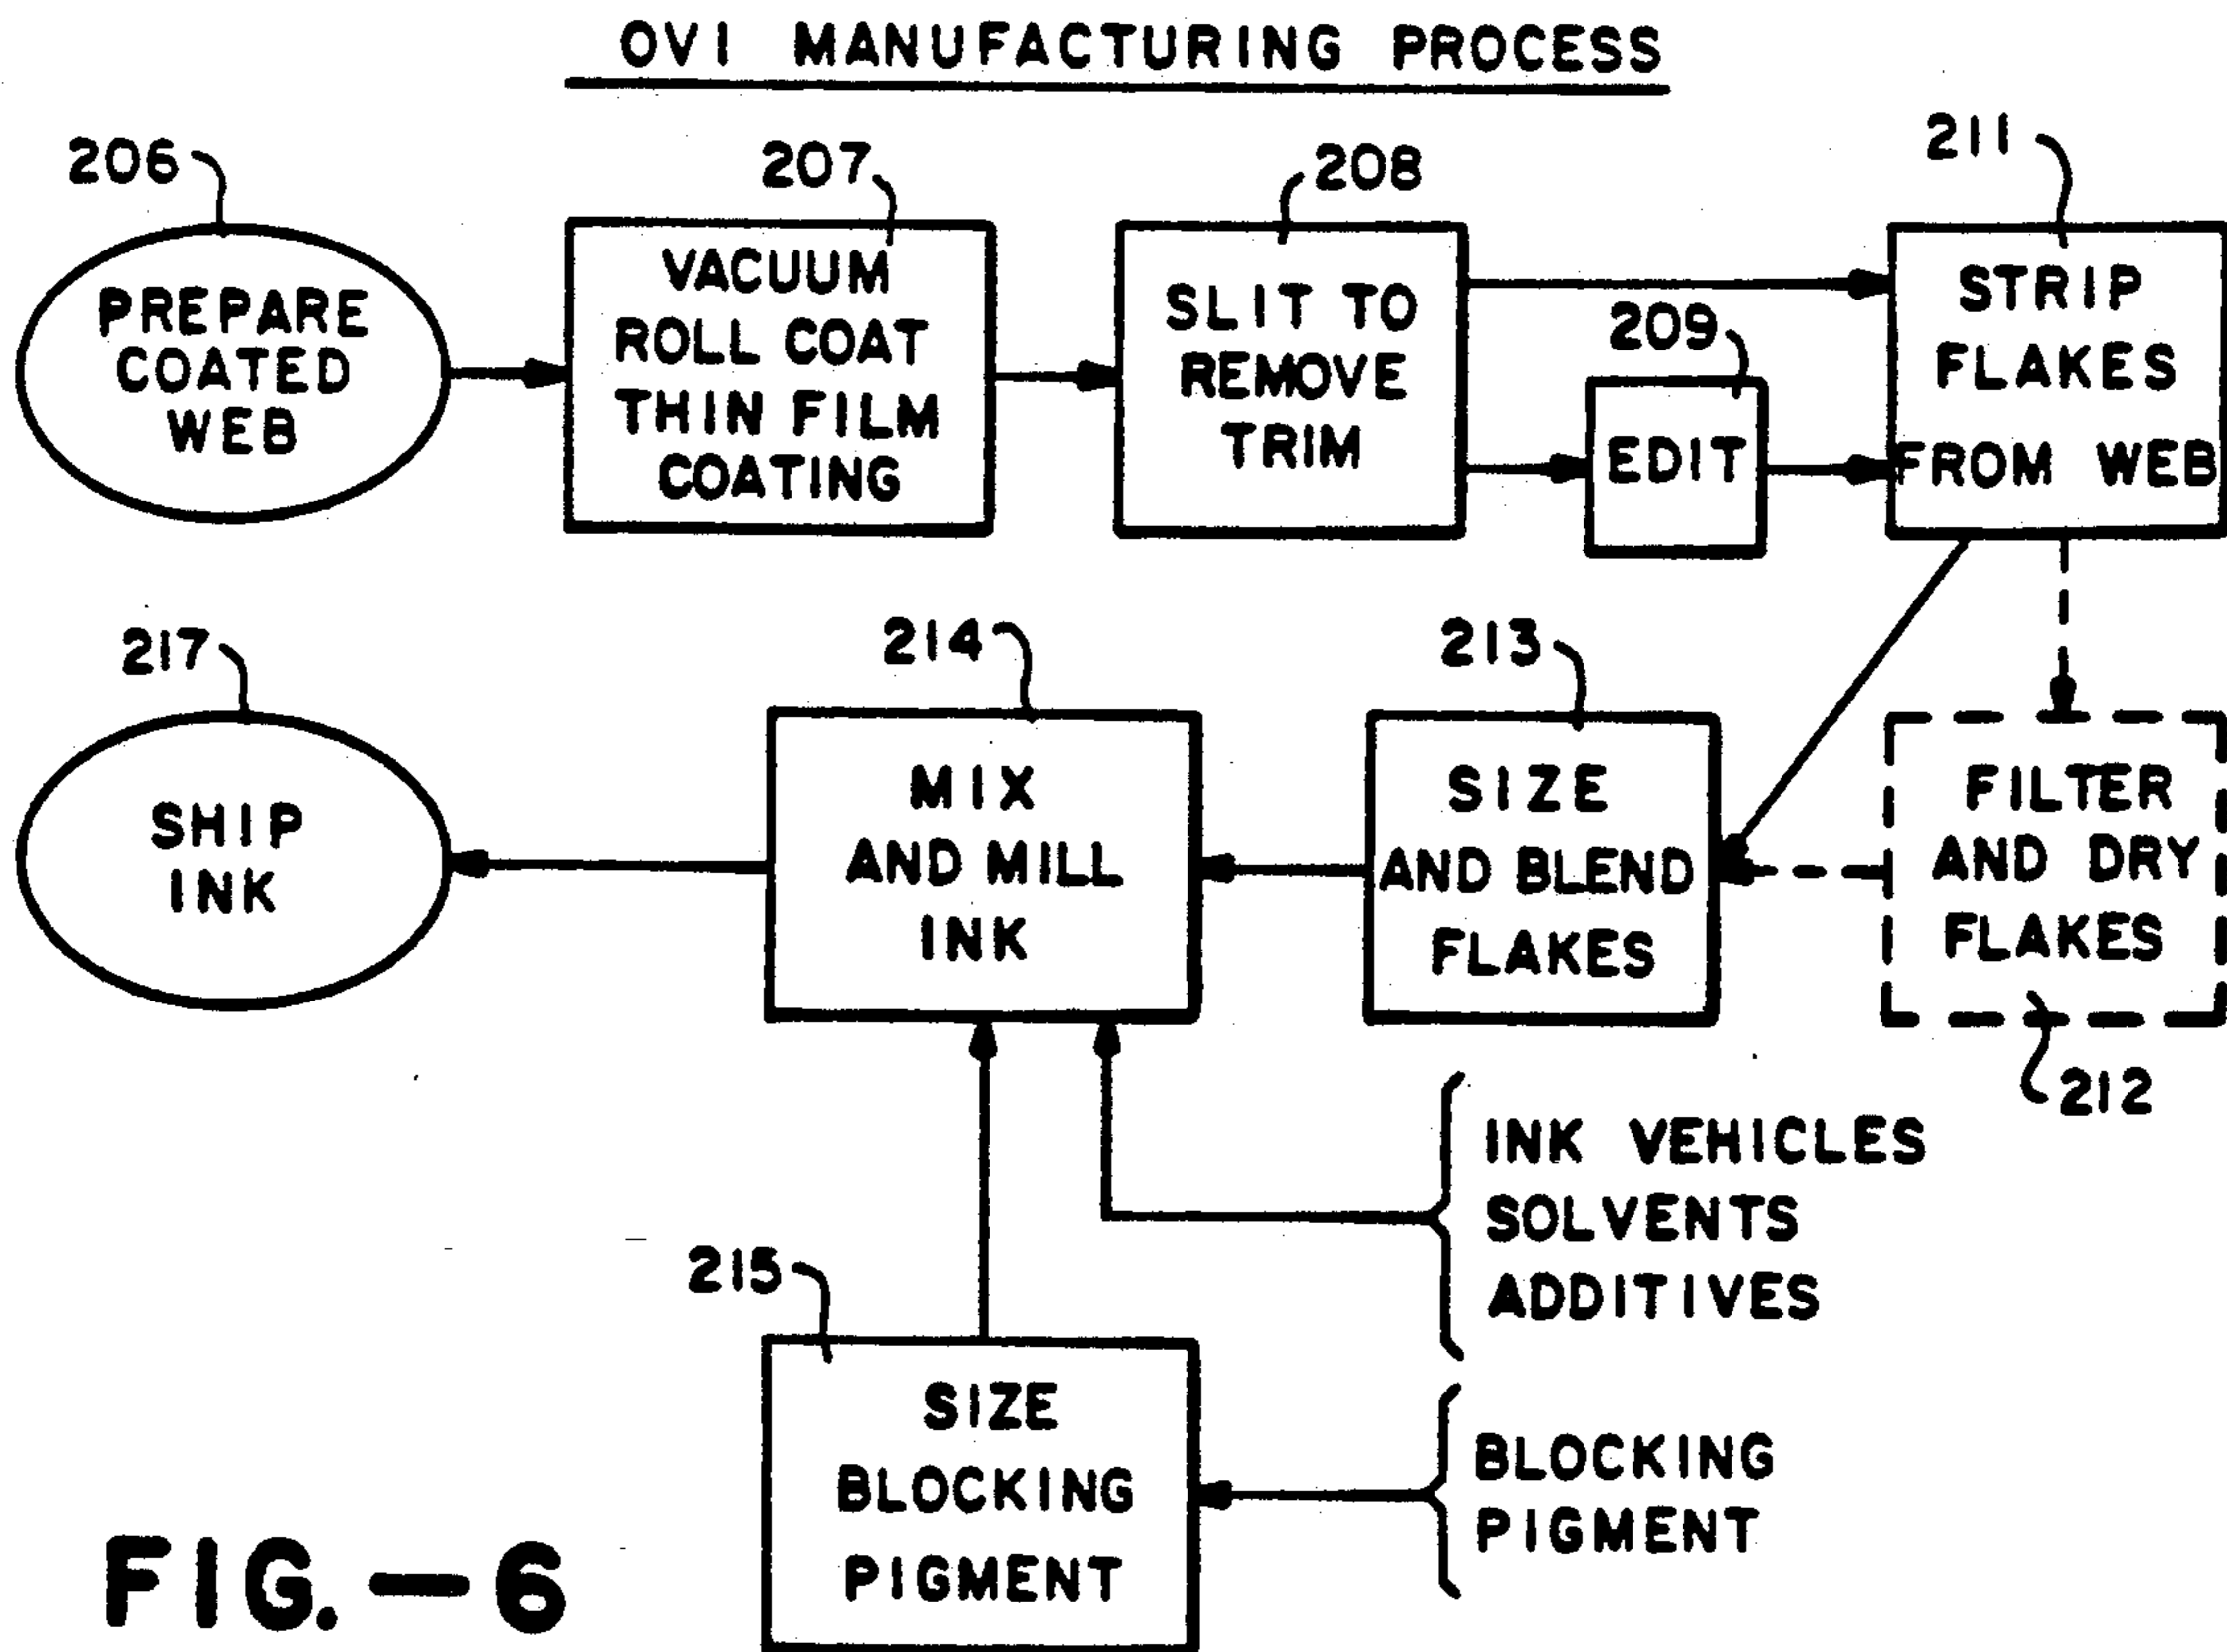 OVI MANUFACTURING PROCESS
206
PREPARE
COATED
WEB
207
VACUUM
ROLL COAT
THIN FILM
COATING
208
SLIT TO
REMOVE
TRIM
209
EDIT
211
STRIP
FLAKES
FROM WEB
217
SHIP
INK
214
MIX
AND MILL
INK
213
SIZE
AND BLEND
FLAKES
FILTER
AND DRY
FLAKES
212
INK VEHICLES
SOLVENTS
ADDITIVES
215
SIZE
BLOCKING
PIGMENT
BLOCKING
PIGMENT
FIG.-6